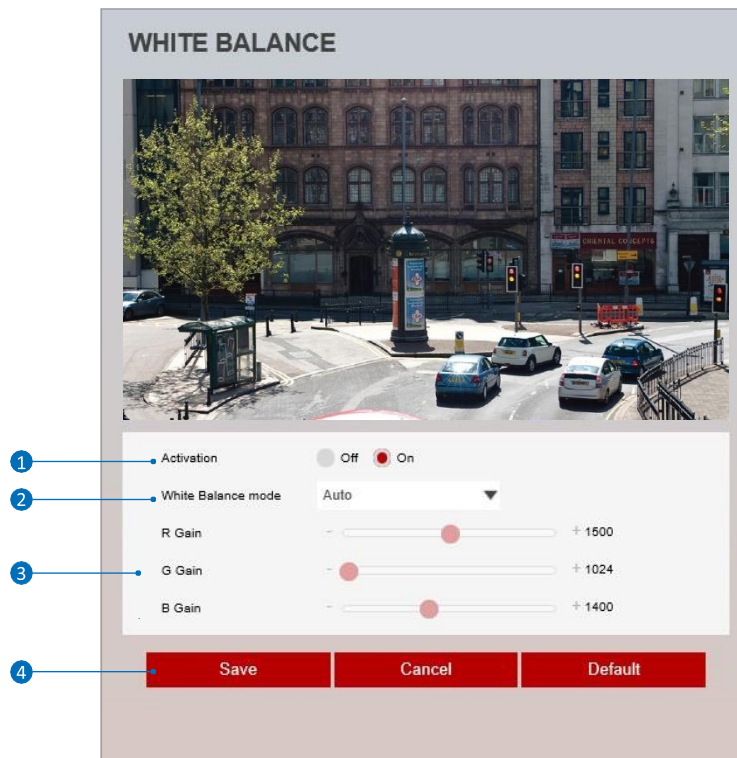 WHITE BALANCE
ORIENTAL CONCEPTS
1
Activation Off On
2
White Balance mode Auto
R Gain - + 1500
3
G Gain - + 1024
B Gain - + 1400
4
Save Cancel Default